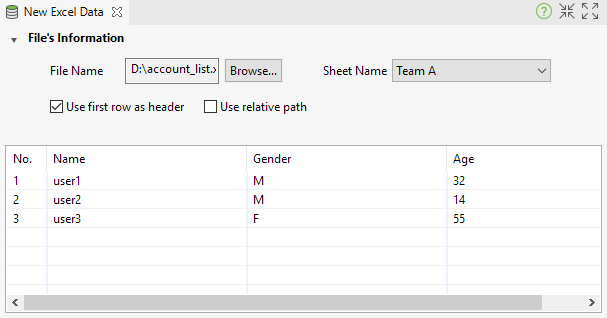 New Excel Data
File's Information
File Name D:\account_list.x Browse... Sheet Name Team A
Use first row as header Use relative path
No. Name Gender Age
1 user1 M 32
2 user2 M 14
3 user3 F 55